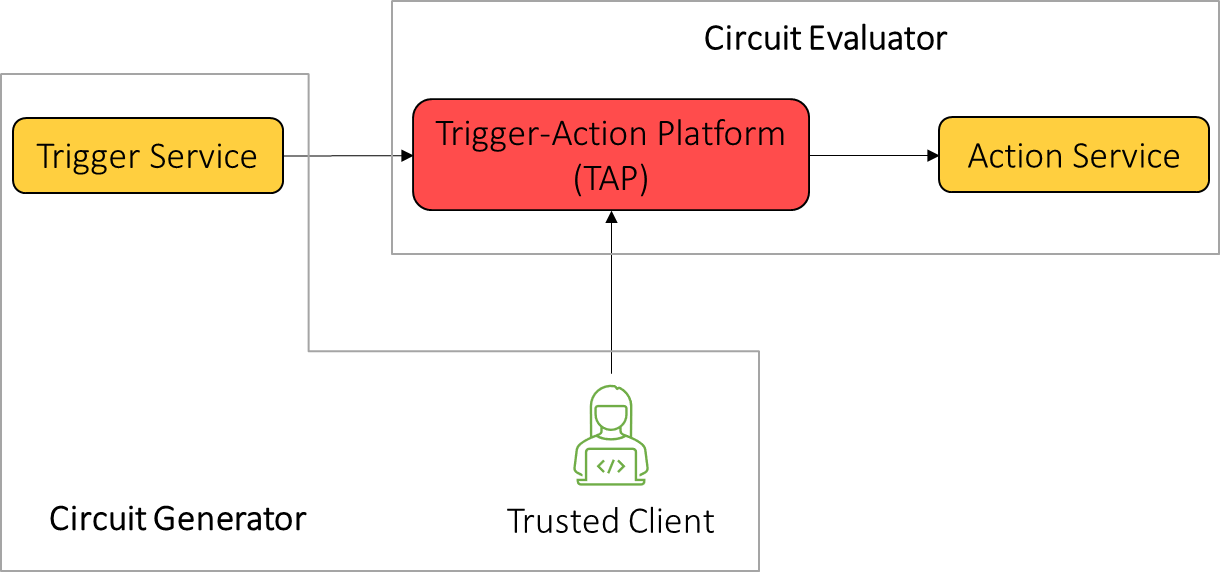 Circuit Evaluator
Trigger Service
Trigger-Action Platform
(TAP)
Action Service
</>
Circuit Generator
Trusted Client